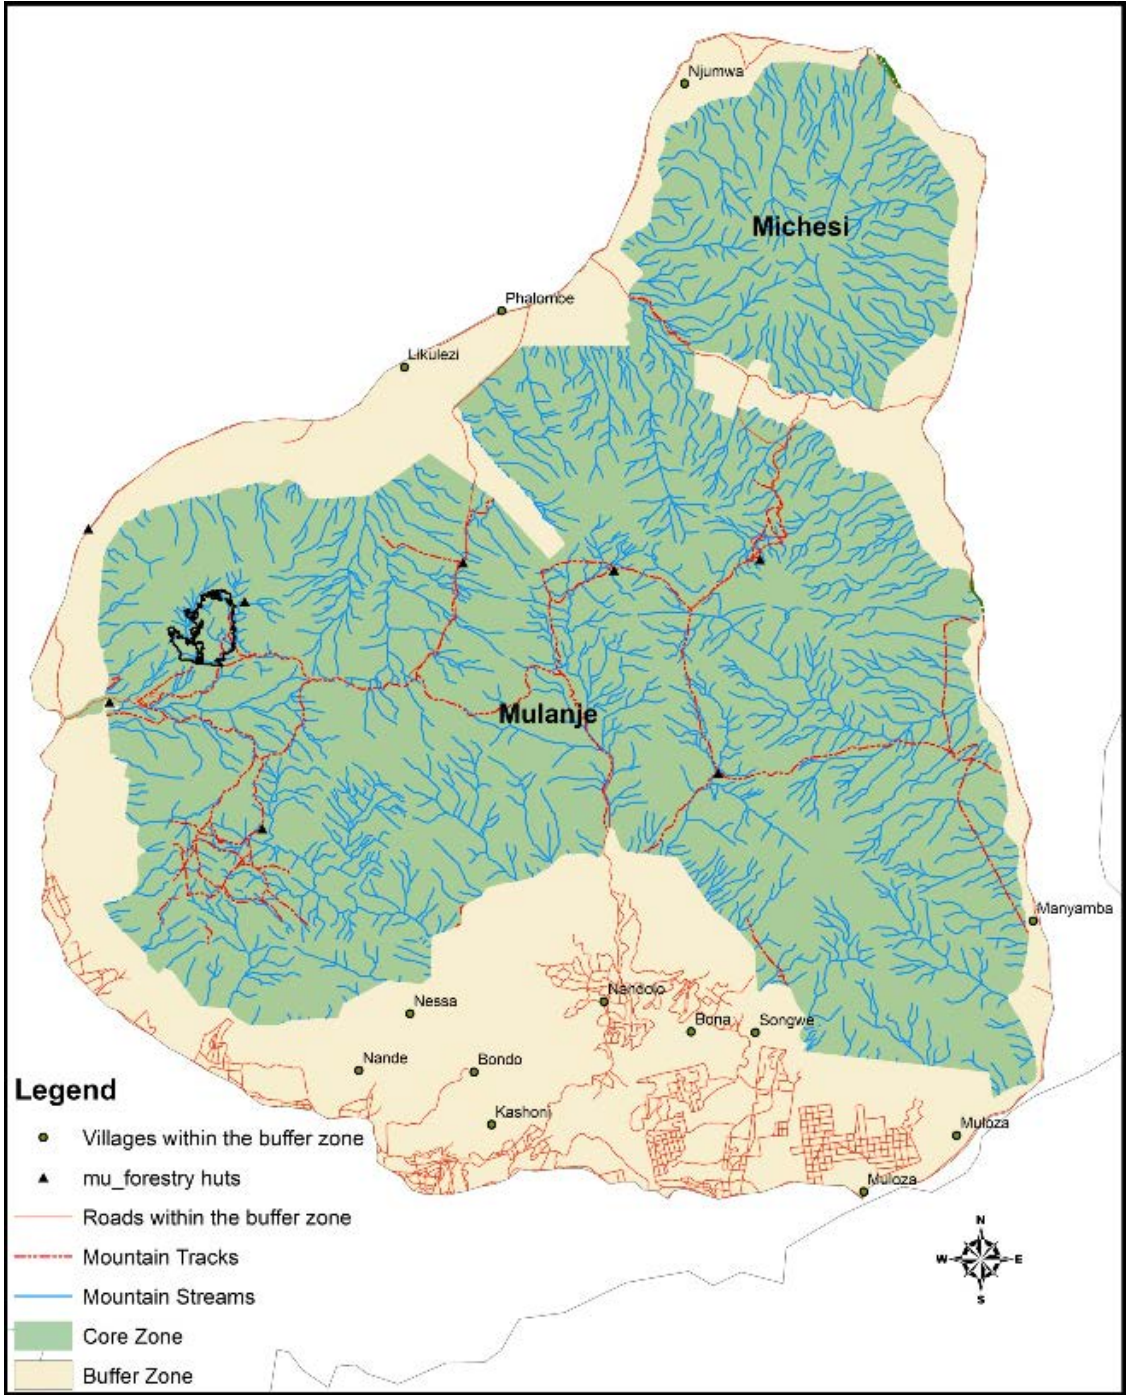 Njumwa
Michesi
Phalombe
Likulezi
Mulanje
Manyamba
Nessa
Nandolo
Bona
Songwe
Nande
Bondo
Kashoni
Muloza
Muloza
Legend
Villages within the buffer zone
mu_forestry huts
Roads within the buffer zone
Mountain Tracks
Mountain Streams
Core Zone
Buffer Zone
N
W E
S